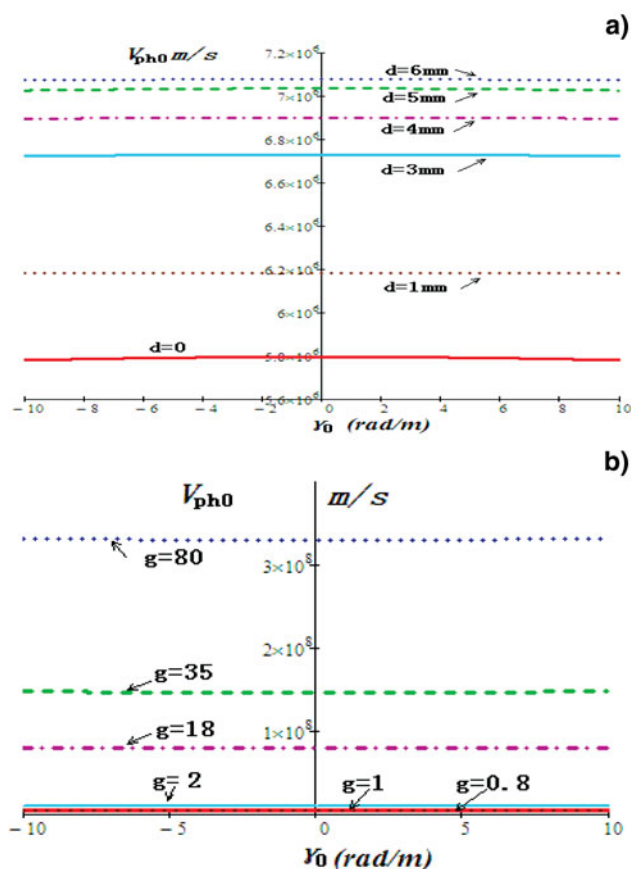 a)
V_ph0 m/s
7.2×10⁶
d=6mm
7×10⁶
d=5mm
6.8×10⁶
d=4mm
d=3mm
6.6×10⁶
6.4×10⁶
6.2×10⁶
d=1mm
6×10⁶
d=0
5.8×10⁶
5.6×10⁶
−10 −8 −6 −4 −2 0 2 4 6 8 10
γ₀ (rad/m)
b)
V_ph0 m/s
g=80
3×10⁸
2×10⁸
g=35
g=18
1×10⁸
g=2 g=1 g=0.8
−10 −5 0 5 10
γ₀ (rad/m)